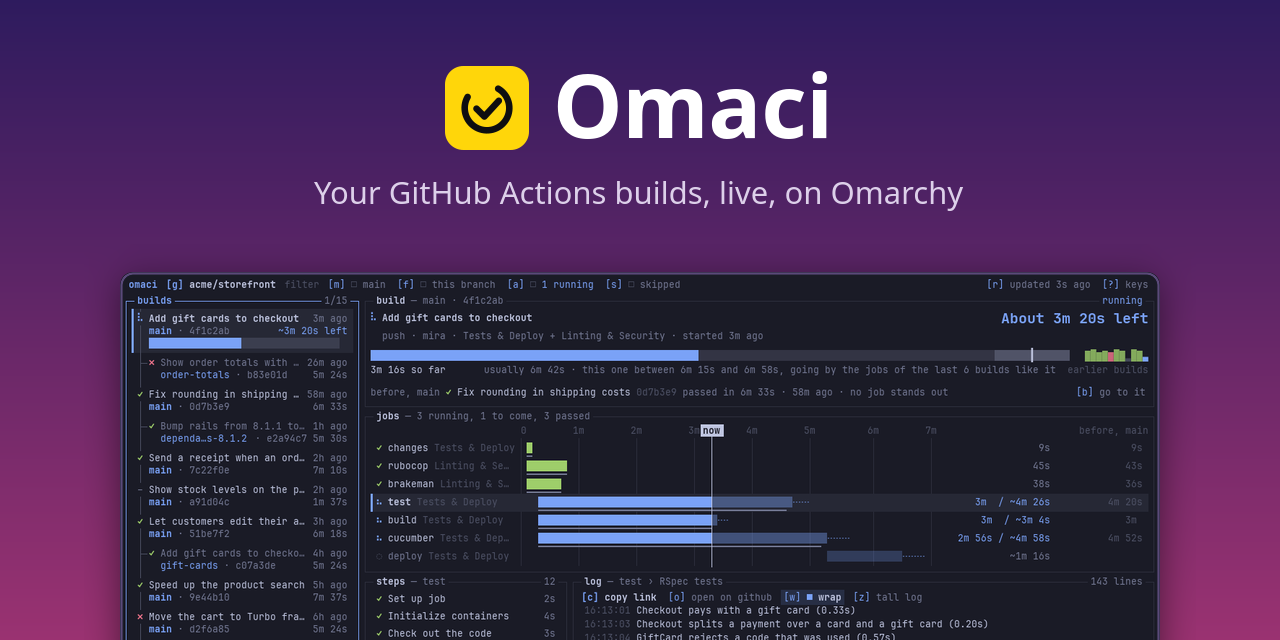 Omaci
Your GitHub Actions builds, live, on Omarchy
omaci [g] acme/storefront filter [m] □ main [f] □ this branch [a] □ 1 running [s] □ skipped [r] updated 3s ago [?] keys
builds 1/15
Add gift cards to checkout 3m ago
main · 4f1c2ab ~3m 20s left
✕ Show order totals with … 26m ago
order-totals · b83e01d 5m 24s
✓ Fix rounding in shipping … 58m ago
main · 0d7b3e9 6m 33s
✓ Bump rails from 8.1.1 to… 1h ago
dependa…s-8.1.2 · e2a94c7 5m 30s
✓ Send a receipt when an ord… 2h ago
main · 7c22f0e 7m 10s
– Show stock levels on the p… 2h ago
main · a91d04c 1m 37s
✓ Let customers edit their a… 3h ago
main · 51be7f2 6m 18s
✓ Add gift cards to checko… 4h ago
gift-cards · c07a3de 5m 24s
✓ Speed up the product search 5h ago
main · 9e44b10 7m 37s
✕ Move the cart to Turbo fra… 6h ago
main · d2f6a85 5m 24s
build — main · 4f1c2ab running
Add gift cards to checkout About 3m 20s left
push · mira · Tests & Deploy + Linting & Security · started 3m ago
3m 16s so far usually 6m 42s · this one between 6m 15s and 6m 58s, going by the jobs of the last 6 builds like it earlier builds
before, main ✓ Fix rounding in shipping costs 0d7b3e9 passed in 6m 33s · 58m ago · no job stands out [b] go to it
jobs — 3 running, 1 to come, 3 passed
0 1m 2m 3m now 4m 5m 6m 7m before, main
✓ changes Tests & Deploy 9s 9s
✓ rubocop Linting & Se… 45s 43s
✓ brakeman Linting & S… 38s 36s
test Tests & Deploy 3m / ~4m 26s 4m 20s
build Tests & Deploy 3m / ~3m 4s 3m
cucumber Tests & Dep… 2m 56s / ~4m 58s 4m 52s
deploy Tests & Deploy ~1m 16s
steps — test 12
✓ Set up job 2s
✓ Initialize containers 4s
✓ Check out the code 3s
log — test › RSpec tests 143 lines
[c] copy link [o] open on github [w] ■ wrap [z] tall log
16:13:01 Checkout pays with a gift card (0.33s)
16:13:03 Checkout splits a payment over a card and a gift card (0.20s)
16:13:04 GiftCard rejects a code that was used (0.57s)